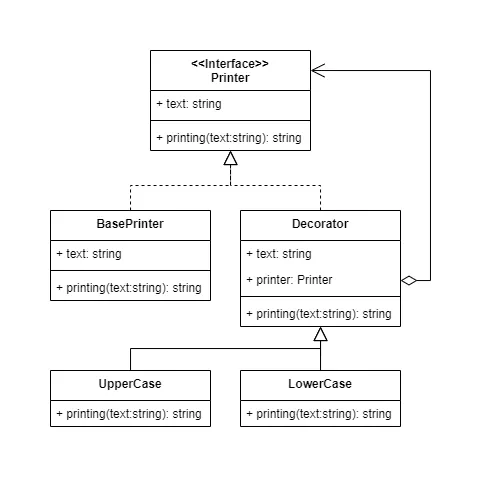 <<Interface>>
Printer
+ text: string
+ printing(text:string): string
BasePrinter
+ text: string
+ printing(text:string): string
Decorator
+ text: string
+ printer: Printer
+ printing(text:string): string
UpperCase
+ printing(text:string): string
LowerCase
+ printing(text:string): string